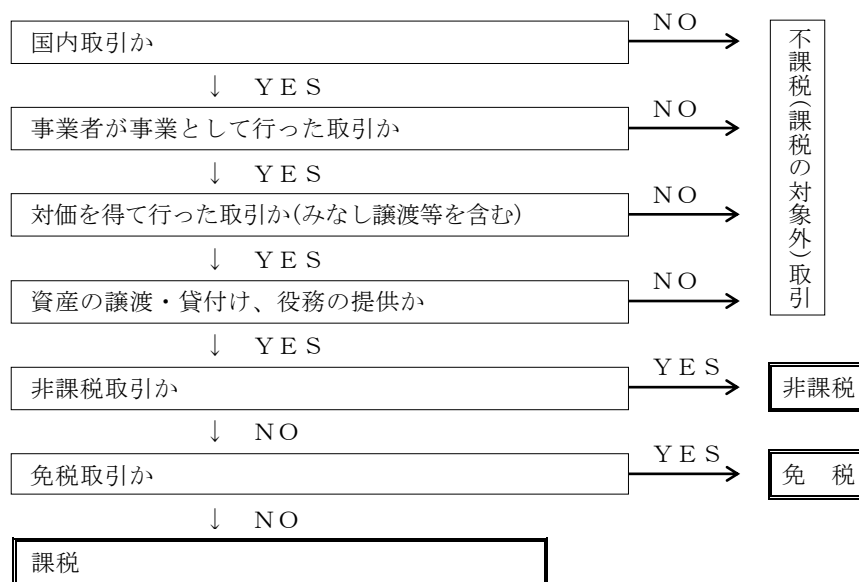 国内取引か
NO
↓ YES
事業者が事業として行った取引か
NO
↓ YES
対価を得て行った取引か(みなし譲渡等を含む)
NO
↓ YES
資産の譲渡・貸付け、役務の提供か
NO
不課税(課税の対象外)取引
↓ YES
非課税取引か
YES
非課税
↓ NO
免税取引か
YES
免 税
↓ NO
課税